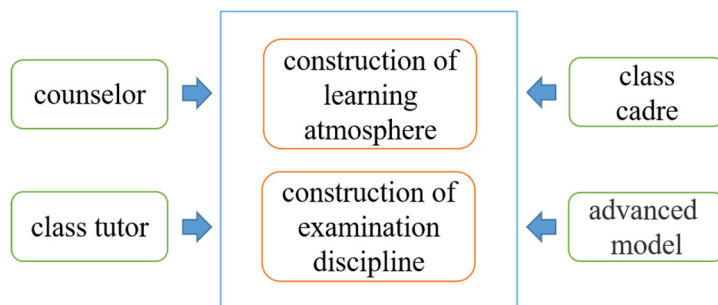 counselor
construction of
learning
atmosphere
class
cadre
class tutor
construction of
examination
discipline
advanced
model